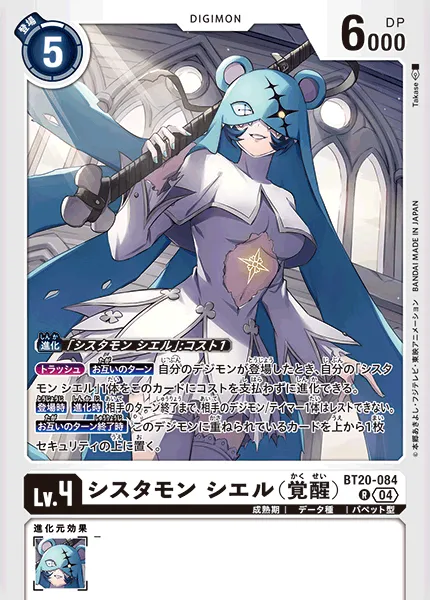 DIGIMON
登場
5
DP
6000
Takase
BANDAI MADE IN JAPAN
© 本郷あきよし・フジテレビ・東映アニメーション
進化 「シスタモン シエル」:コスト1
トラッシュ お互いのターン 自分のデジモンが登場したとき、自分の「シスタ
モン シエル」1体をこのカードにコストを支払わずに進化できる。
登場時 進化時 相手のターン終了まで、相手のデジモン/テイマー1体はレストできない。
お互いのターン終了時 このデジモンに重ねられているカードを上から1枚
セキュリティの上に置く。
Lv.4 シスタモン シエル(覚醒)
かく せい
BT20-084
R 04
成熟期 | データ種 | パペット型
進化元効果
—